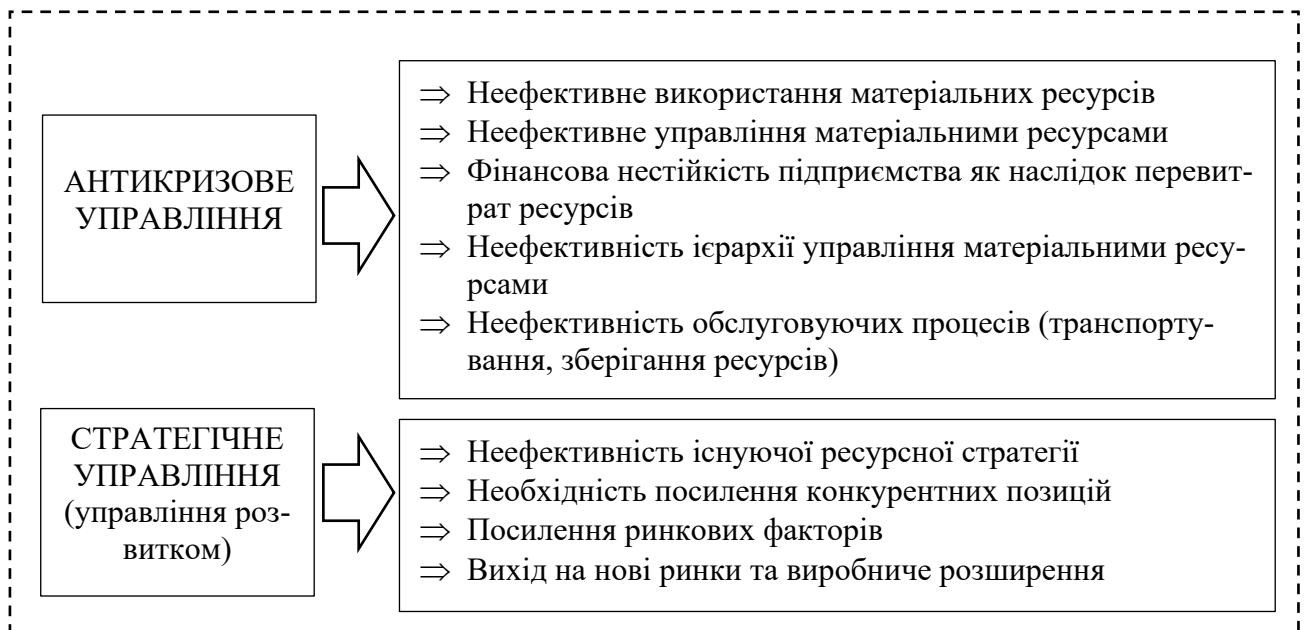 АНТИКРИЗОВЕ
УПРАВЛІННЯ
⇒ Неефективне використання матеріальних ресурсів
⇒ Неефективне управління матеріальними ресурсами
⇒ Фінансова нестійкість підприємства як наслідок перевит-
рат ресурсів
⇒ Неефективність ієрархії управління матеріальними ресу-
рсами
⇒ Неефективність обслуговуючих процесів (транспорту-
вання, зберігання ресурсів)
СТРАТЕГІЧНЕ
УПРАВЛІННЯ
(управління роз-
витком)
⇒ Неефективність існуючої ресурсної стратегії
⇒ Необхідність посилення конкурентних позицій
⇒ Посилення ринкових факторів
⇒ Вихід на нові ринки та виробниче розширення